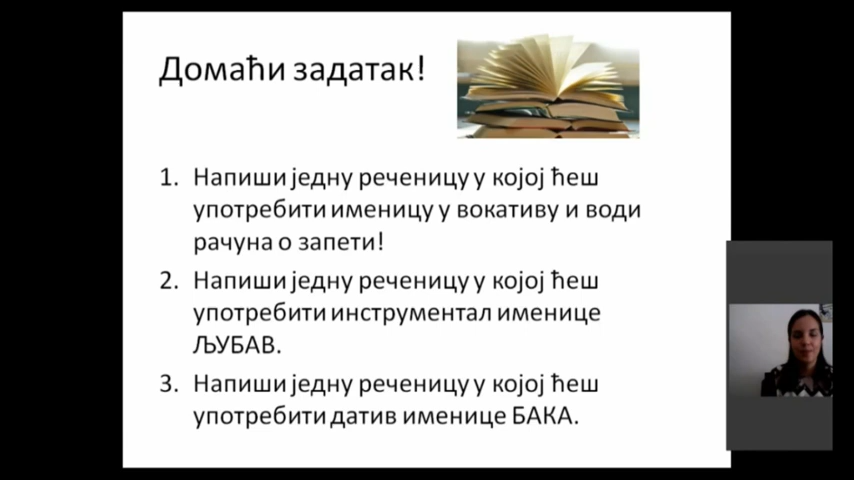 Домаћи задатак!
1. Напиши једну реченицу у којој ћеш
употребити именицу у вокативу и води
рачуна о запети!
2. Напиши једну реченицу у којој ћеш
употребити инструментал именице
ЉУБАВ.
3. Напиши једну реченицу у којој ћеш
употребити датив именице БАКА.